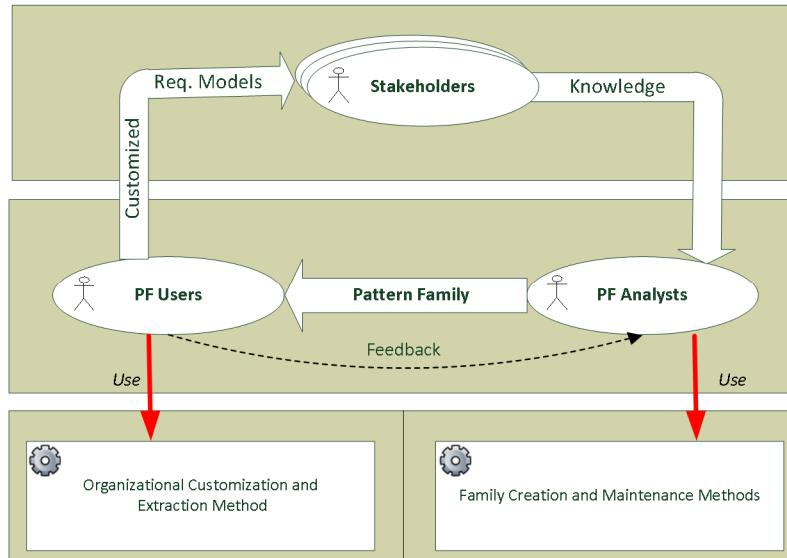 Req. Models
Stakeholders
Knowledge
Customized
PF Users
Pattern Family
PF Analysts
Feedback
Use
Use
Organizational Customization and
Extraction Method
Family Creation and Maintenance Methods